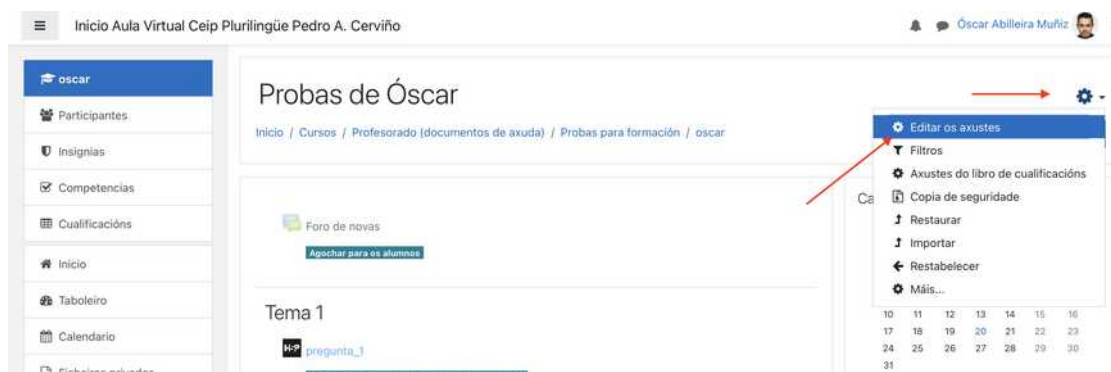 Inicio Aula Virtual Ceip Plurilingüe Pedro A. Cerviño
Óscar Abilleira Muñiz
oscar
Participantes
Insignias
Competencias
Cualificacións
Inicio
Taboleiro
Calendario
Ficheiros privados
Probas de Óscar
Inicio / Cursos / Profesorado (documentos de axuda) / Probas para formación / oscar
Editar os axustes
Filtros
Axustes do libro de cualificacións
Copia de seguridade
Restaurar
Importar
Restabelecer
Máis...
Foro de novas
Agochar para os alumnos
Tema 1
H-P pregunta_1
Ca
10 11 12 13 14 15 16
17 18 19 20 21 22 23
24 25 26 27 28 29 30
31